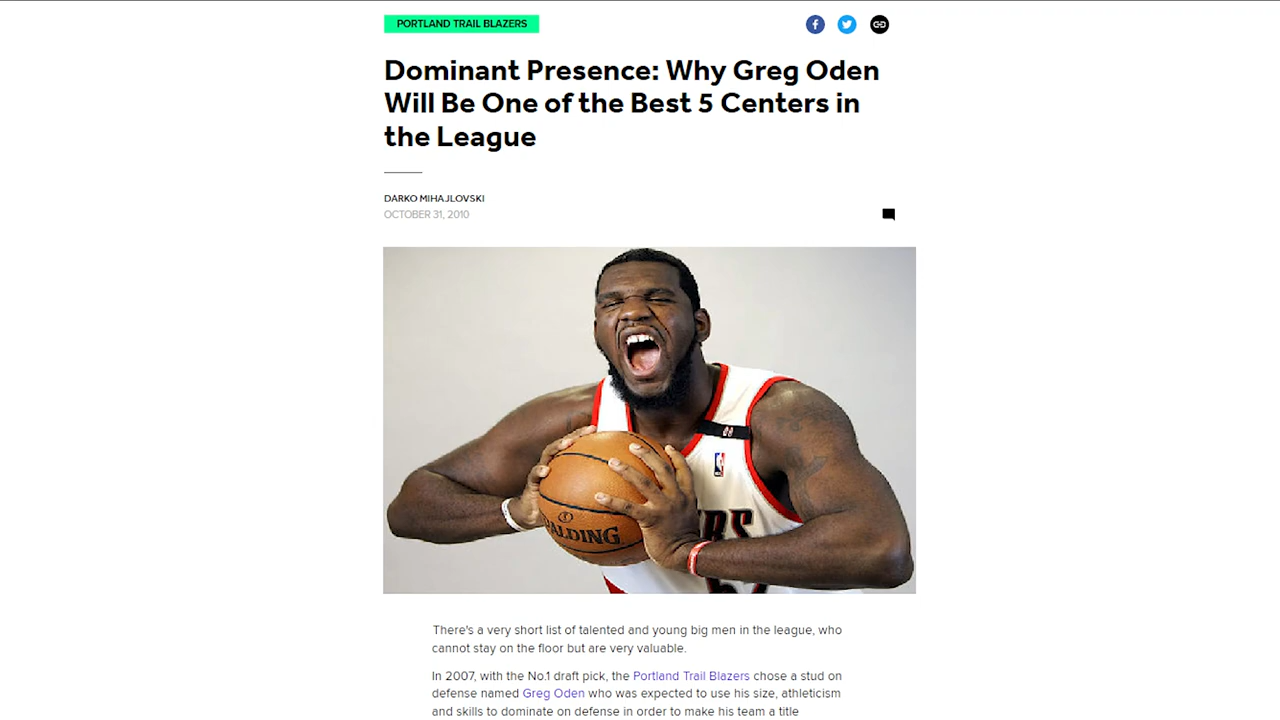 PORTLAND TRAIL BLAZERS
Dominant Presence: Why Greg Oden
Will Be One of the Best 5 Centers in
the League
DARKO MIHAJLOVSKI
OCTOBER 31, 2010
SPALDING
ERS
There's a very short list of talented and young big men in the league, who
cannot stay on the floor but are very valuable.
In 2007, with the No.1 draft pick, the Portland Trail Blazers chose a stud on
defense named Greg Oden who was expected to use his size, athleticism
and skills to dominate on defense in order to make his team a title